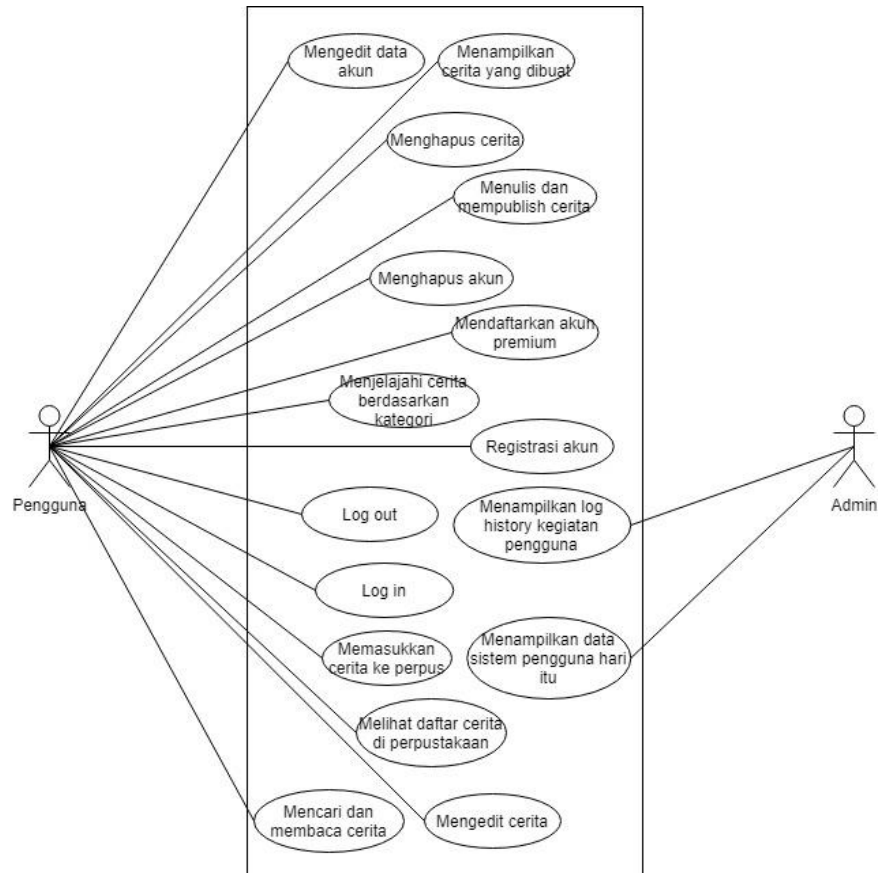 Mengedit data
akun
Menampilkan
cerita yang dibuat
Menghapus cerita
Menulis dan
mempublish cerita
Menghapus akun
Mendaftarkan akun
premium
Menjelajahi cerita
berdasarkan
kategori
Registrasi akun
Pengguna
Admin
Log out
Menampilkan log
history kegiatan
pengguna
Log in
Memasukkan
cerita ke perpus
Menampilkan data
sistem pengguna hari
itu
Melihat daftar cerita
di perpustakaan
Mencari dan
membaca cerita
Mengedit cerita